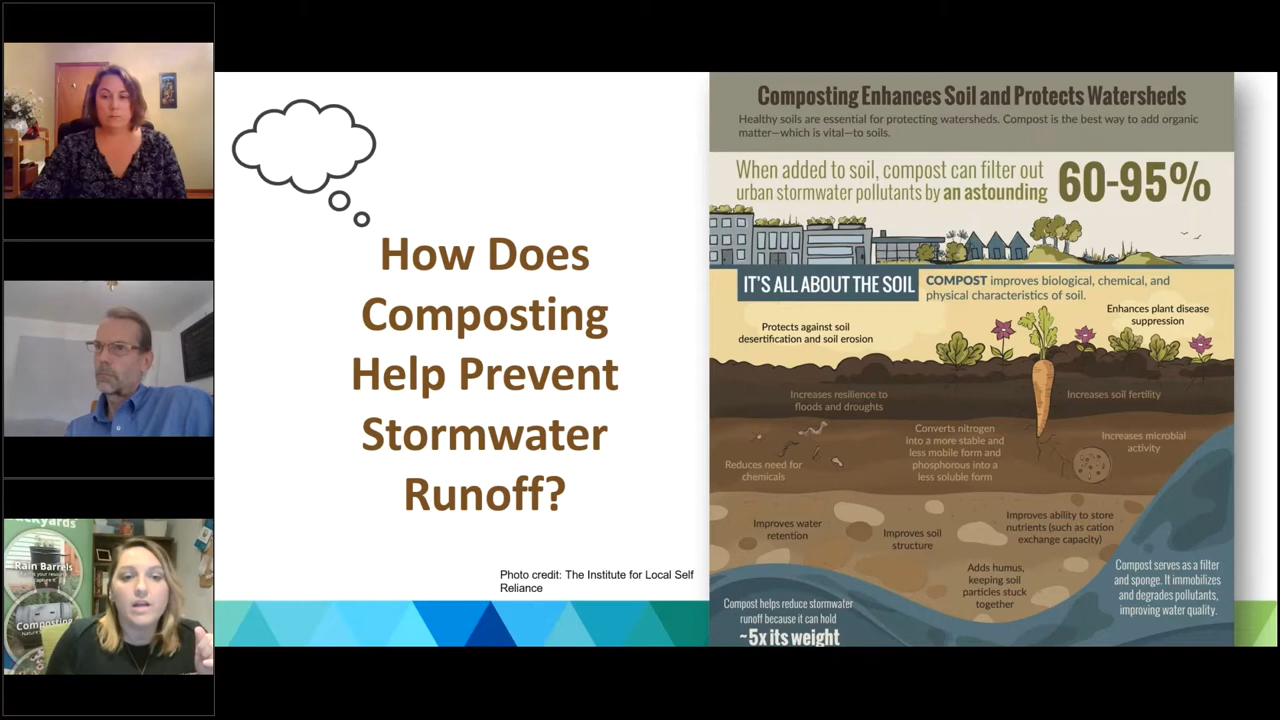 How Does
Composting
Help Prevent
Stormwater
Runoff?
Photo credit: The Institute for Local Self
Reliance
Composting Enhances Soil and Protects Watersheds
Healthy soils are essential for protecting watersheds. Compost is the best way to add organic
matter—which is vital—to soils.
When added to soil, compost can filter out
urban stormwater pollutants by an astounding
60-95%
IT'S ALL ABOUT THE SOIL
COMPOST improves biological, chemical, and
physical characteristics of soil.
Protects against soil
desertification and soil erosion
Enhances plant disease
suppression
Increases resilience to
floods and droughts
Increases soil fertility
Converts nitrogen
into a more stable and
less mobile form and
phosphorous into a
less soluble form
Increases microbial
activity
Reduces need for
chemicals
Improves water
retention
Improves soil
structure
Improves ability to store
nutrients (such as cation
exchange capacity)
Adds humus,
keeping soil
particles stuck
together
Compost serves as a filter
and sponge. It immobilizes
and degrades pollutants,
improving water quality.
Compost helps reduce stormwater
runoff because it can hold
~5x its weight
Rain Barrels
Composting